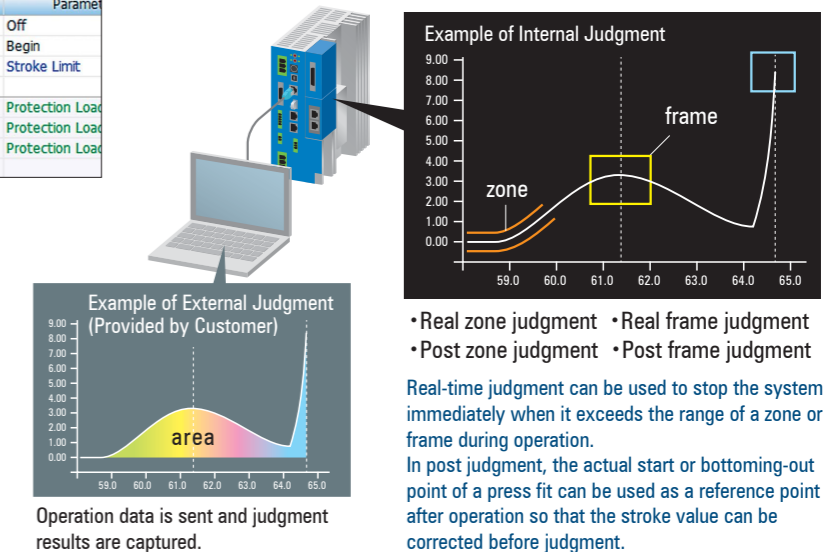 Paramet
Off
Begin
Stroke Limit
Protection Load
Protection Load
Protection Load
Example of Internal Judgment
9.00
8.00
7.00
6.00
5.00
4.00
3.00
2.00
1.00
0.00
frame
zone
59.0 60.0 61.0 62.0 63.0 64.0 65.0
Example of External Judgment
(Provided by Customer)
9.00
8.00
7.00
6.00
5.00
4.00
3.00
2.00
1.00
0.00
area
59.0 60.0 61.0 62.0 63.0 64.0 65.0
Operation data is sent and judgment
results are captured.
・Real zone judgment ・Real frame judgment
・Post zone judgment ・Post frame judgment
Real-time judgment can be used to stop the system
immediately when it exceeds the range of a zone or
frame during operation.
In post judgment, the actual start or bottoming-out
point of a press fit can be used as a reference point
after operation so that the stroke value can be
corrected before judgment.